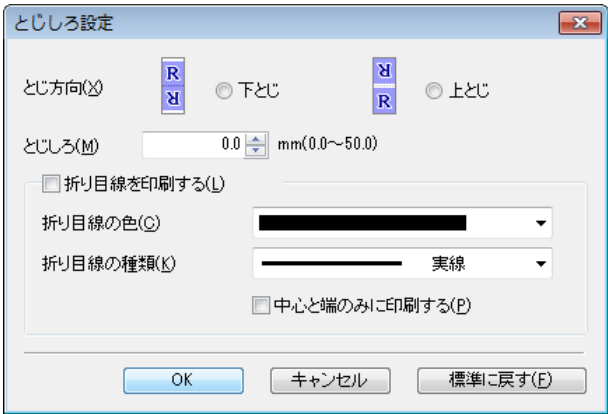 とじしろ設定
とじ方向(X) R R 下とじ R R 上とじ
とじしろ(M) 0.0 mm(0.0～50.0)
折り目線を印刷する(L)
折り目線の色(C)
折り目線の種類(K) 実線
中心と端のみに印刷する(P)
OK キャンセル 標準に戻す(F)